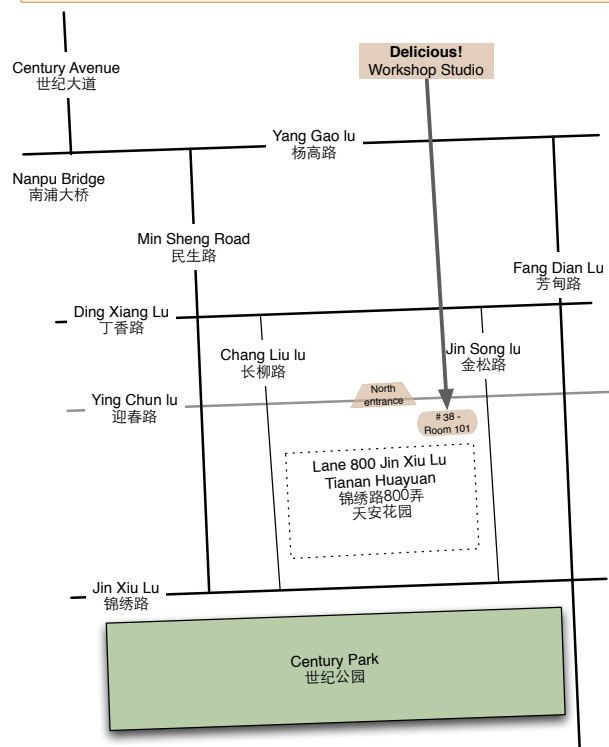 Delicious!
Workshop Studio
Century Avenue
世纪大道
Yang Gao lu
杨高路
Nanpu Bridge
南浦大桥
Min Sheng Road
民生路
Fang Dian Lu
芳甸路
Ding Xiang Lu
丁香路
Chang Liu lu
长柳路
Jin Song lu
金松路
North
entrance
Ying Chun lu
迎春路
# 38 -
Room 101
Lane 800 Jin Xiu Lu
Tianan Huayuan
锦绣路800弄
天安花园
Jin Xiu Lu
锦绣路
Century Park
世纪公园